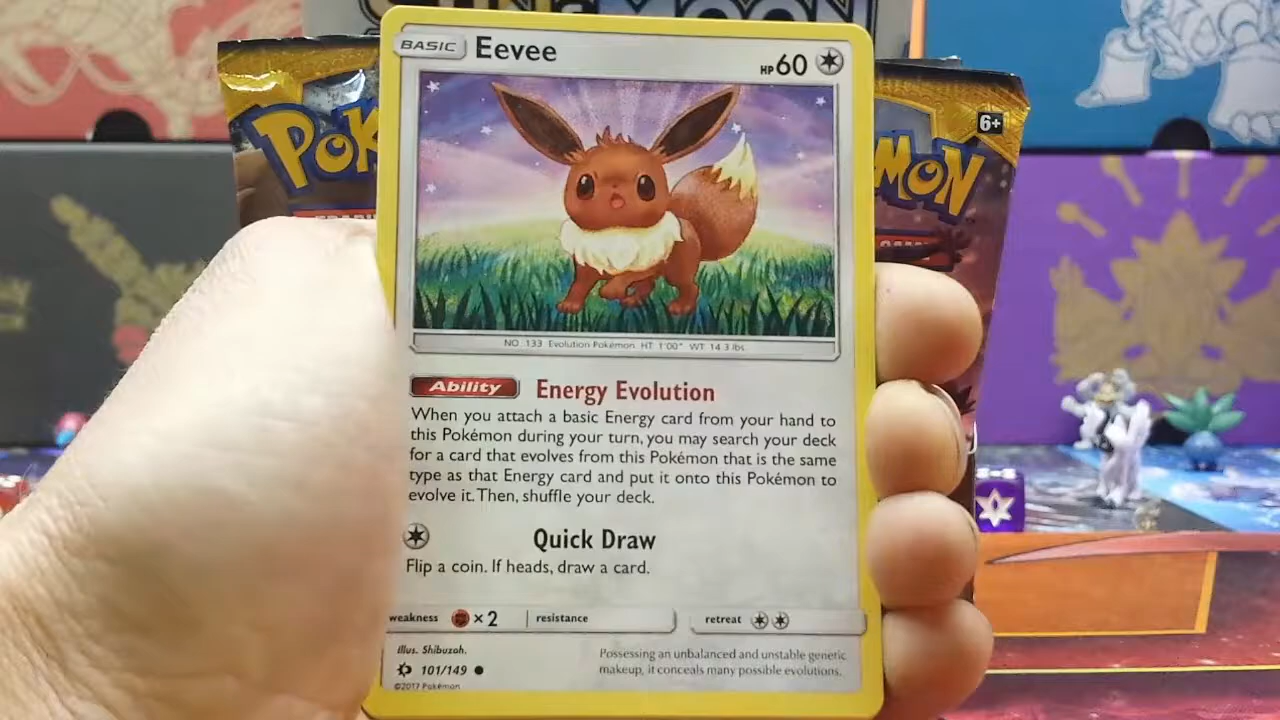 SUN & MOON
POK
MON
6+
BASIC Eevee HP 60
NO. 133 Evolution Pokémon HT: 1'00" WT: 14.3 lbs.
Ability Energy Evolution
When you attach a basic Energy card from your hand to
this Pokémon during your turn, you may search your deck
for a card that evolves from this Pokémon that is the same
type as that Energy card and put it onto this Pokémon to
evolve it. Then, shuffle your deck.
Quick Draw
Flip a coin. If heads, draw a card.
weakness ×2 resistance retreat
Illus. Shibuzoh.
101/149
©2017 Pokémon
Possessing an unbalanced and unstable genetic
makeup, it conceals many possible evolutions.